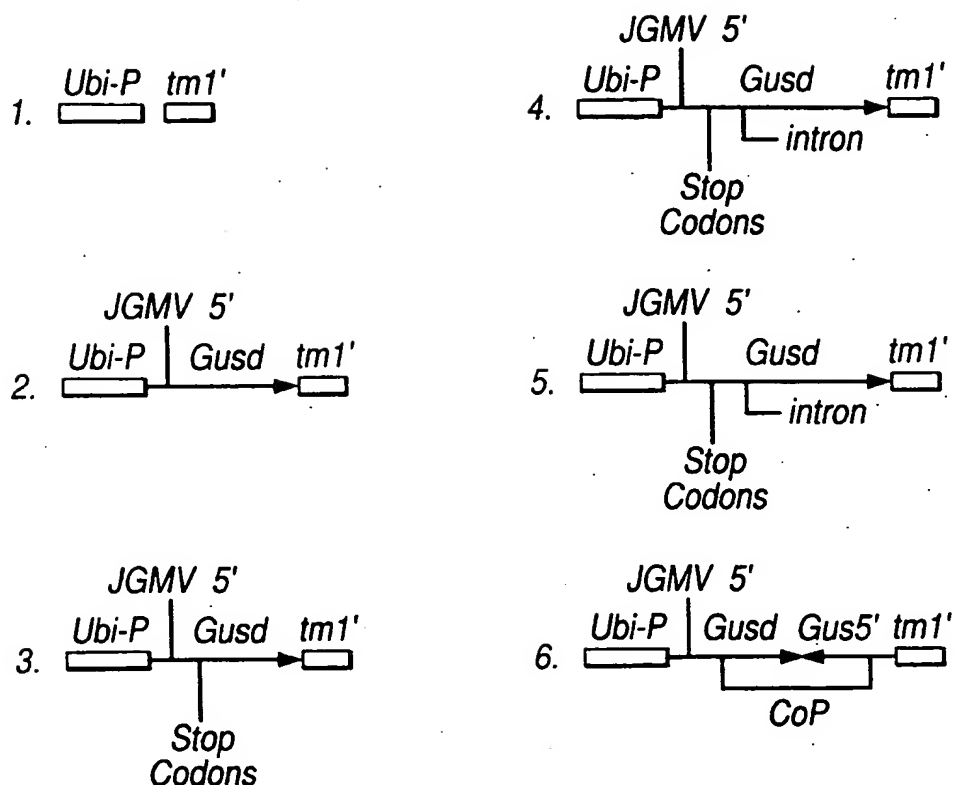 Ubi-P tm1'
1.
JGMV 5'
Ubi-P Gusd tm1'
2.
JGMV 5'
Ubi-P Gusd tm1'
3.
Stop
Codons
JGMV 5'
Ubi-P Gusd tm1'
4.
intron
Stop
Codons
JGMV 5'
Ubi-P Gusd tm1'
5.
intron
Stop
Codons
JGMV 5'
Ubi-P Gusd Gus5' tm1'
6.
CoP